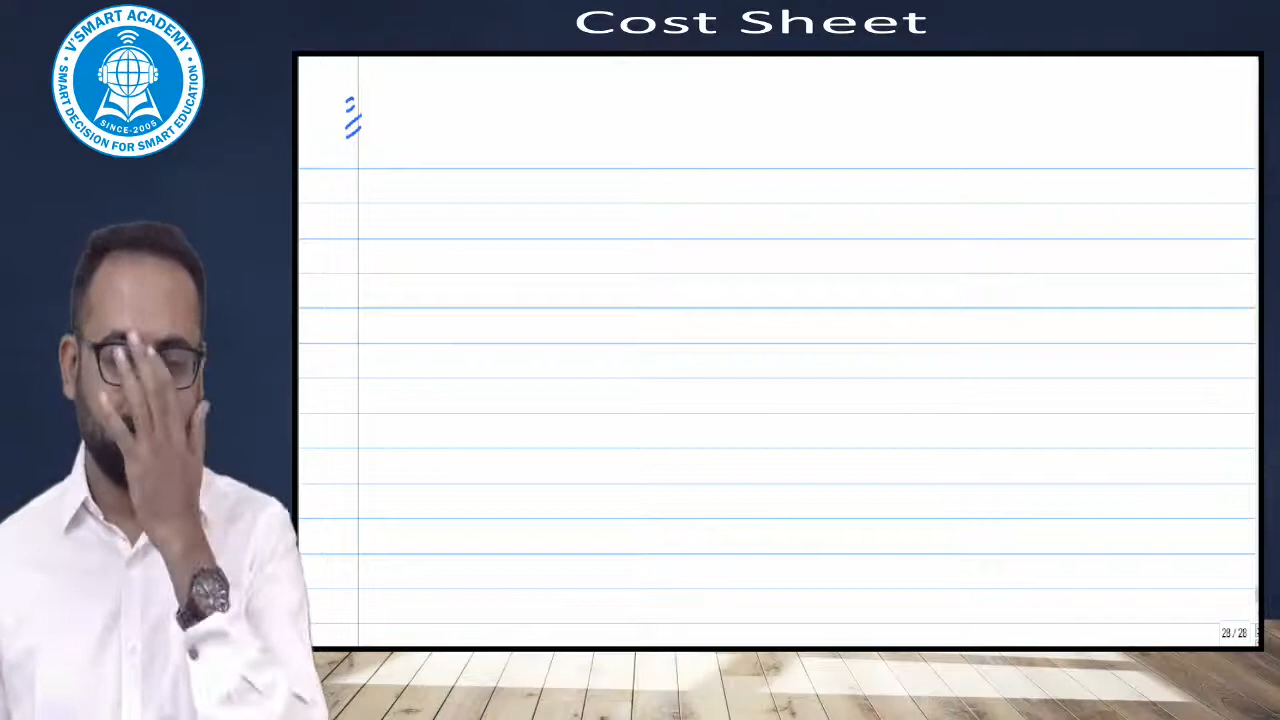 Cost Sheet
V'SMART ACADEMY
SINCE-2005
SMART DECISION FOR SMART EDUCATION
28 / 28